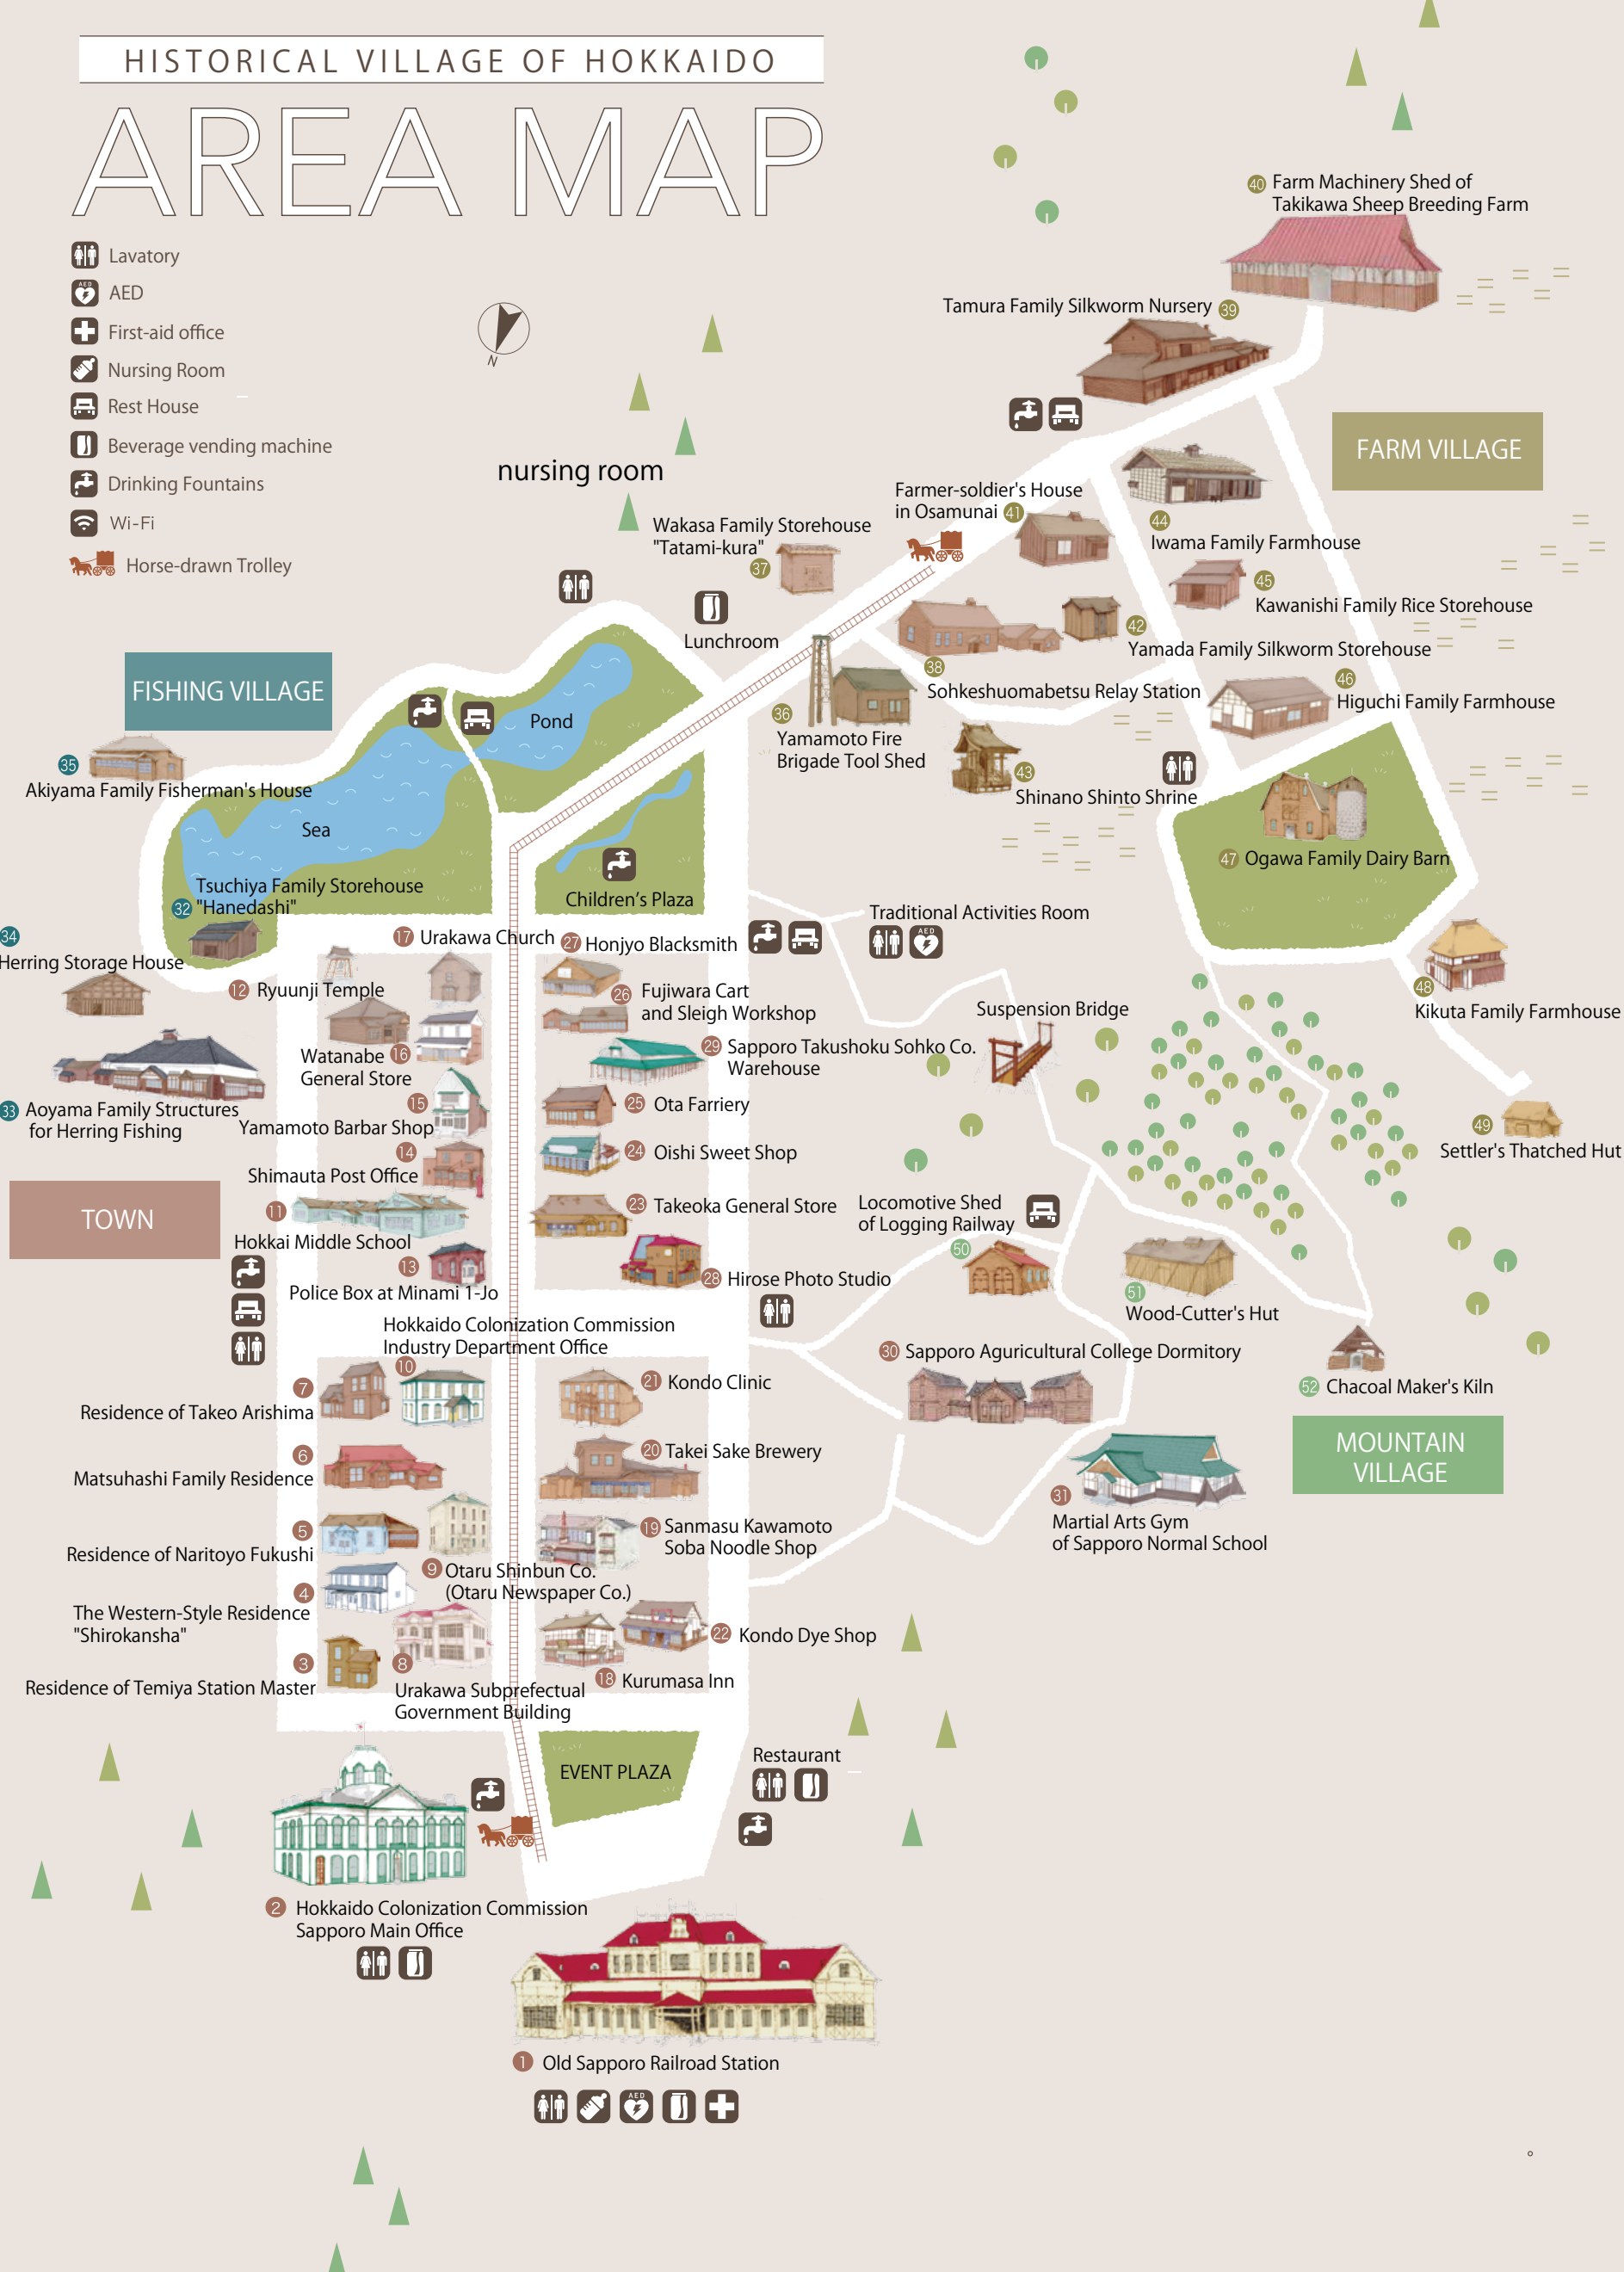 HISTORICAL VILLAGE OF HOKKAIDO
AREA MAP
Lavatory
AED
First-aid office
Nursing Room
Rest House
Beverage vending machine
Drinking Fountains
Wi-Fi
Horse-drawn Trolley
N
nursing room
40 Farm Machinery Shed of
Takikawa Sheep Breeding Farm
Tamura Family Silkworm Nursery 39
FARM VILLAGE
Farmer-soldier's House
in Osamunai 41
44
Iwama Family Farmhouse
Wakasa Family Storehouse
"Tatami-kura"
37
45
Kawanishi Family Rice Storehouse
Lunchroom
42
Yamada Family Silkworm Storehouse
38
Sohkeshuomabetsu Relay Station
46
Higuchi Family Farmhouse
36
Yamamoto Fire
Brigade Tool Shed
43
Shinano Shinto Shrine
47 Ogawa Family Dairy Barn
FISHING VILLAGE
Pond
35
Akiyama Family Fisherman's House
Sea
Tsuchiya Family Storehouse
32 "Hanedashi"
Children's Plaza
34
Herring Storage House
17 Urakawa Church
27 Honjyo Blacksmith
Traditional Activities Room
AED
12 Ryuunji Temple
26 Fujiwara Cart
and Sleigh Workshop
48
Kikuta Family Farmhouse
Suspension Bridge
Watanabe 16
General Store
29 Sapporo Takushoku Sohko Co.
Warehouse
33 Aoyama Family Structures
for Herring Fishing
15
Yamamoto Barbar Shop
25 Ota Farriery
49
Settler's Thatched Hut
14
Shimauta Post Office
24 Oishi Sweet Shop
TOWN
11
Hokkai Middle School
23 Takeoka General Store
Locomotive Shed
of Logging Railway
50
13
Police Box at Minami 1-Jo
28 Hirose Photo Studio
51
Wood-Cutter's Hut
Hokkaido Colonization Commission
Industry Department Office
10
30 Sapporo Aguricultural College Dormitory
52 Chacoal Maker's Kiln
7
Residence of Takeo Arishima
21 Kondo Clinic
MOUNTAIN
VILLAGE
6
Matsuhashi Family Residence
20 Takei Sake Brewery
31
Martial Arts Gym
of Sapporo Normal School
5
Residence of Naritoyo Fukushi
19 Sanmasu Kawamoto
Soba Noodle Shop
9 Otaru Shinbun Co.
(Otaru Newspaper Co.)
4
The Western-Style Residence
"Shirokansha"
22 Kondo Dye Shop
3
Residence of Temiya Station Master
8
Urakawa Subprefectual
Government Building
18 Kurumasa Inn
EVENT PLAZA
Restaurant
2 Hokkaido Colonization Commission
Sapporo Main Office
1 Old Sapporo Railroad Station
AED